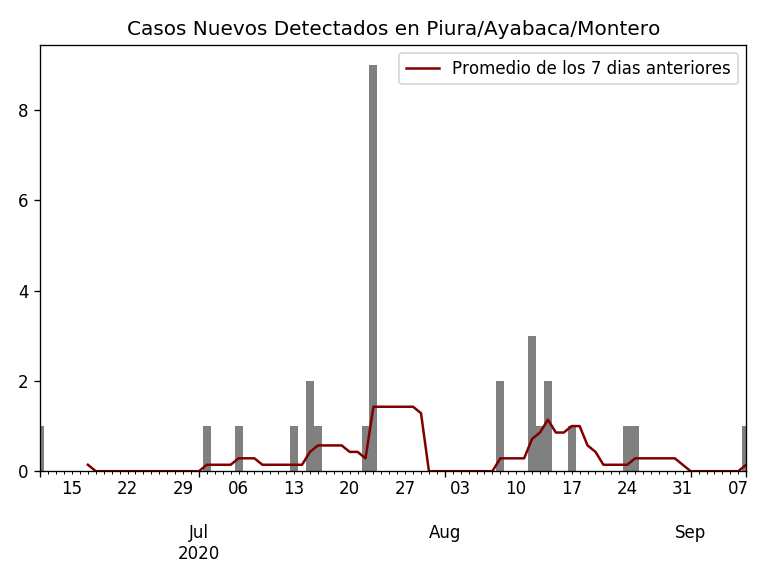 Casos Nuevos Detectados en Piura/Ayabaca/Montero
Promedio de los 7 dias anteriores
8
6
4
2
0
15 22 29 06 13 20 27 03 10 17 24 31 07
Jul Aug Sep
2020